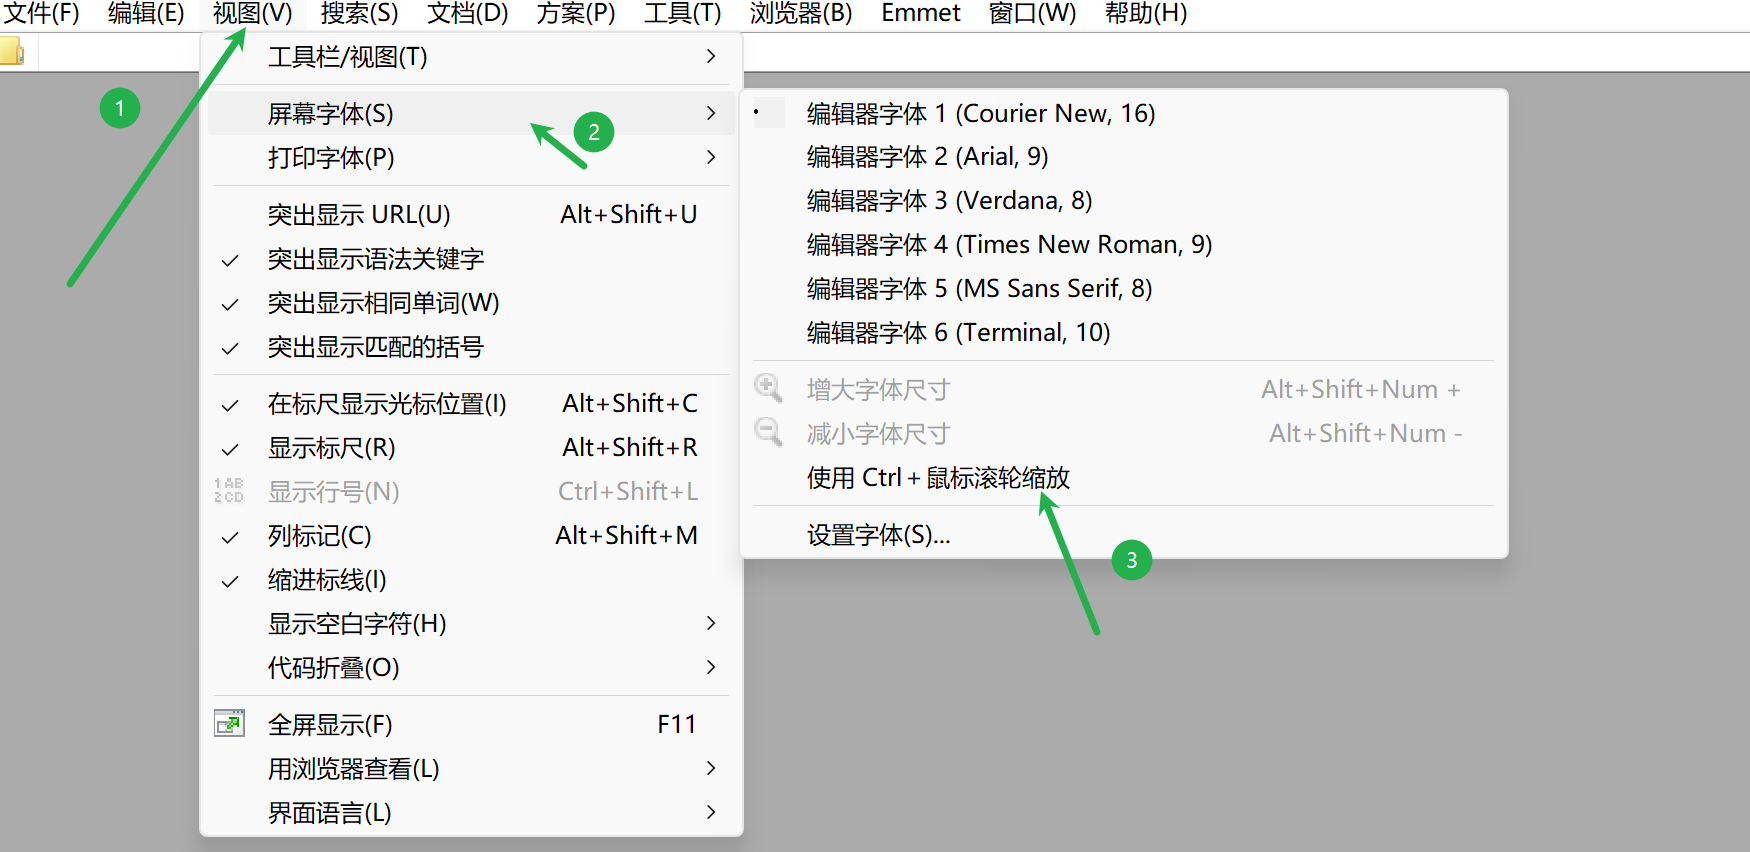 文件(F) 编辑(E) 视图(V) 搜索(S) 文档(D) 方案(P) 工具(T) 浏览器(B) Emmet 窗口(W) 帮助(H)
工具栏/视图(T)
1
屏幕字体(S)
2
打印字体(P)
突出显示 URL(U) Alt+Shift+U
突出显示语法关键字
突出显示相同单词(W)
突出显示匹配的括号
在标尺显示光标位置(I) Alt+Shift+C
显示标尺(R) Alt+Shift+R
1AB
2CD
显示行号(N) Ctrl+Shift+L
列标记(C) Alt+Shift+M
缩进标线(I)
显示空白字符(H)
代码折叠(O)
全屏显示(F) F11
用浏览器查看(L)
界面语言(L)
编辑器字体 1 (Courier New, 16)
编辑器字体 2 (Arial, 9)
编辑器字体 3 (Verdana, 8)
编辑器字体 4 (Times New Roman, 9)
编辑器字体 5 (MS Sans Serif, 8)
编辑器字体 6 (Terminal, 10)
增大字体尺寸 Alt+Shift+Num +
减小字体尺寸 Alt+Shift+Num -
使用 Ctrl + 鼠标滚轮缩放
设置字体(S)...
3